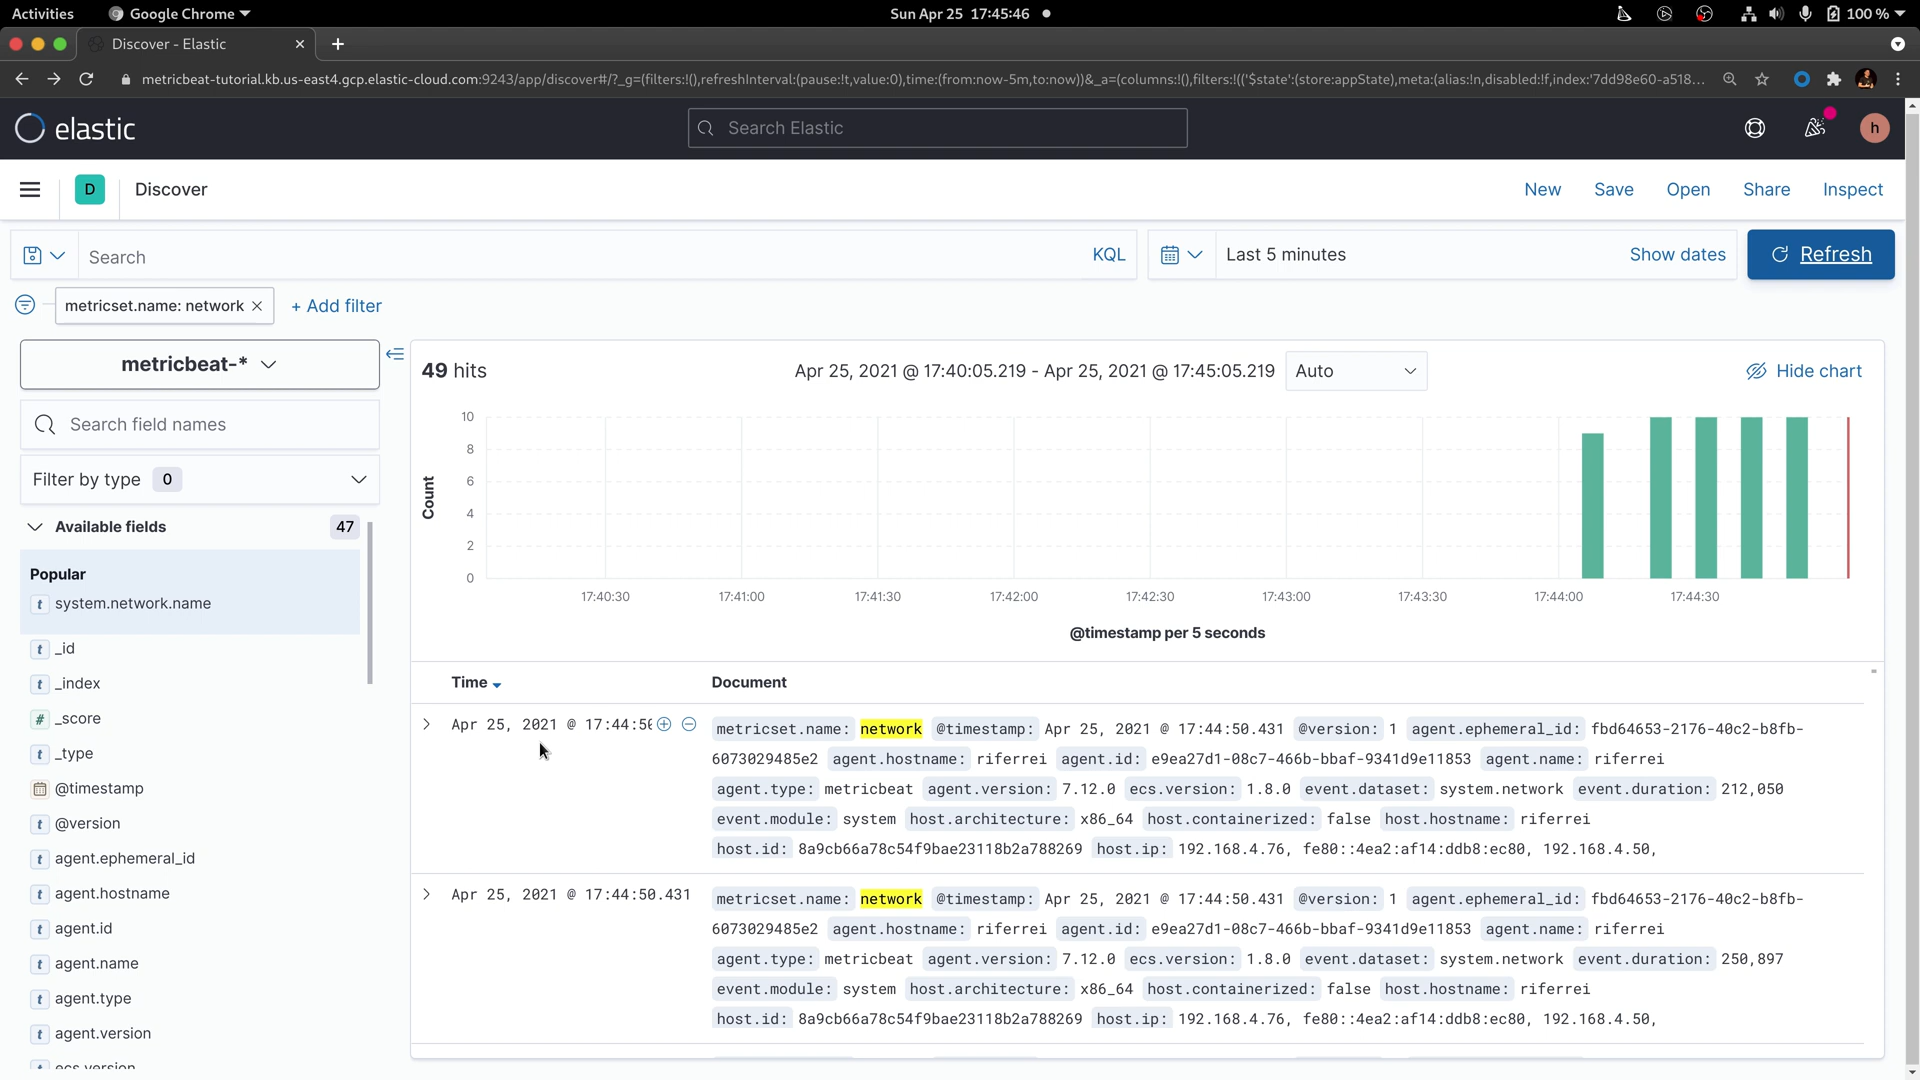 Activities Google Chrome Sun Apr 25 17:45:46 100 %
Discover - Elastic
metricbeat-tutorial.kb.us-east4.gcp.elastic-cloud.com:9243/app/discover#/?_g=(filters:!(),refreshInterval:(pause:!t,value:0),time:(from:now-5m,to:now))&_a=(columns:!(),filters:!(('$state':(store:appState),meta:(alias:!n,disabled:!f,index:'7dd98e60-a518...
elastic Search Elastic h
D Discover New Save Open Share Inspect
Search KQL Last 5 minutes Show dates Refresh
metricset.name: network + Add filter
metricbeat-*
49 hits Apr 25, 2021 @ 17:40:05.219 - Apr 25, 2021 @ 17:45:05.219 Auto Hide chart
Search field names
Filter by type 0
Available fields 47
Popular
t system.network.name
t _id
t _index
# _score
t _type
@timestamp
t @version
t agent.ephemeral_id
t agent.hostname
t agent.id
t agent.name
t agent.type
t agent.version
ecs.version
Count
10
8
6
4
2
0
17:40:30 17:41:00 17:41:30 17:42:00 17:42:30 17:43:00 17:43:30 17:44:00 17:44:30
@timestamp per 5 seconds
Time Document
Apr 25, 2021 @ 17:44:50 metricset.name: network @timestamp: Apr 25, 2021 @ 17:44:50.431 @version: 1 agent.ephemeral_id: fbd64653-2176-40c2-b8fb-
6073029485e2 agent.hostname: riferrei agent.id: e9ea27d1-08c7-466b-bbaf-9341d9e11853 agent.name: riferrei
agent.type: metricbeat agent.version: 7.12.0 ecs.version: 1.8.0 event.dataset: system.network event.duration: 212,050
event.module: system host.architecture: x86_64 host.containerized: false host.hostname: riferrei
host.id: 8a9cb66a78c54f9bae23118b2a788269 host.ip: 192.168.4.76, fe80::4ea2:af14:ddb8:ec80, 192.168.4.50,
Apr 25, 2021 @ 17:44:50.431 metricset.name: network @timestamp: Apr 25, 2021 @ 17:44:50.431 @version: 1 agent.ephemeral_id: fbd64653-2176-40c2-b8fb-
6073029485e2 agent.hostname: riferrei agent.id: e9ea27d1-08c7-466b-bbaf-9341d9e11853 agent.name: riferrei
agent.type: metricbeat agent.version: 7.12.0 ecs.version: 1.8.0 event.dataset: system.network event.duration: 250,897
event.module: system host.architecture: x86_64 host.containerized: false host.hostname: riferrei
host.id: 8a9cb66a78c54f9bae23118b2a788269 host.ip: 192.168.4.76, fe80::4ea2:af14:ddb8:ec80, 192.168.4.50,